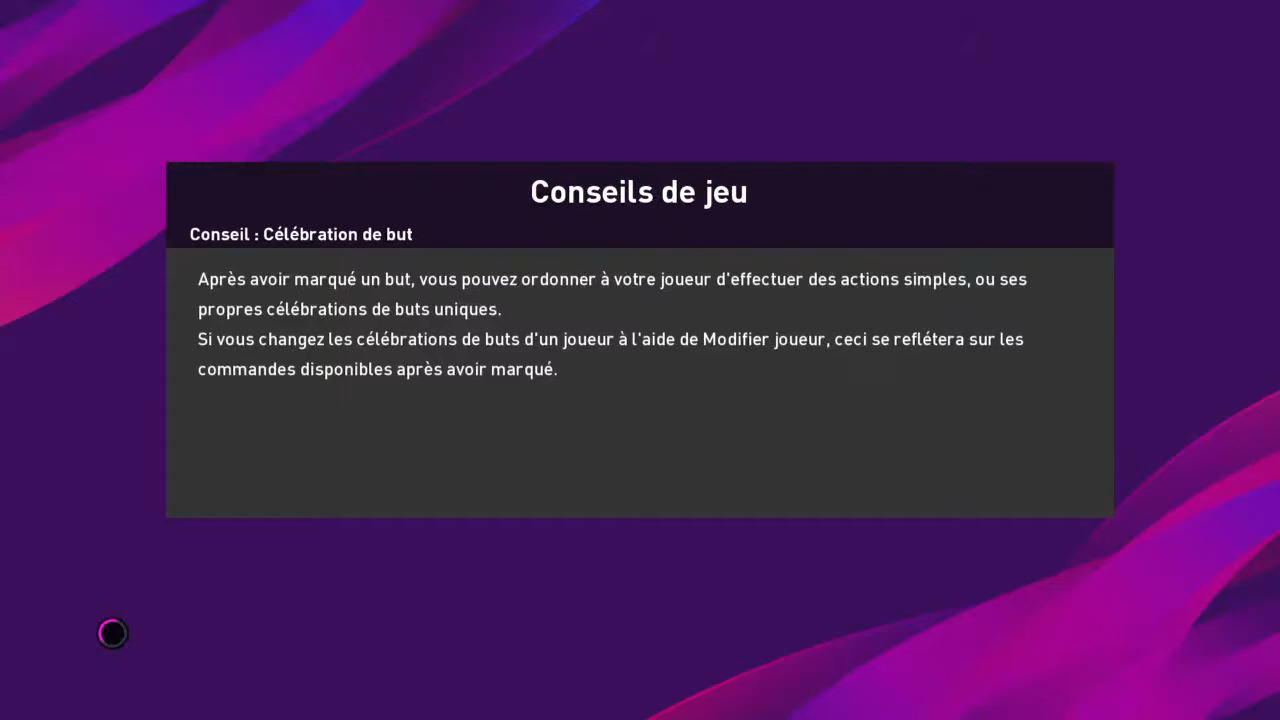 Conseils de jeu
Conseil : Célébration de but
Après avoir marqué un but, vous pouvez ordonner à votre joueur d'effectuer des actions simples, ou ses
propres célébrations de buts uniques.
Si vous changez les célébrations de buts d'un joueur à l'aide de Modifier joueur, ceci se reflétera sur les
commandes disponibles après avoir marqué.